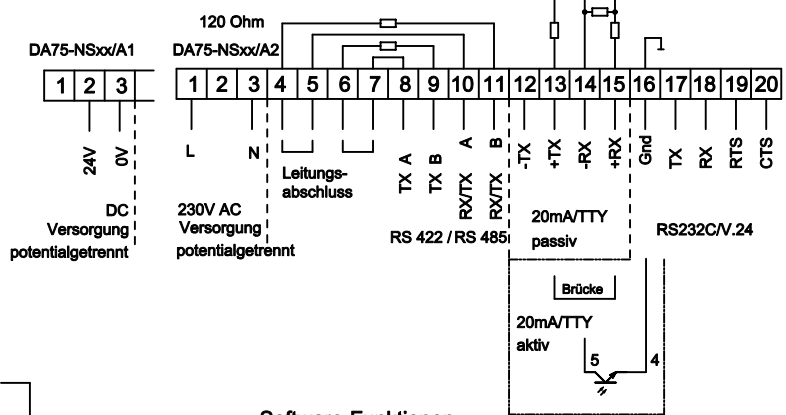 120 Ohm
DA75-NSxx/A1
DA75-NSxx/A2
1 2 3
1 2 3 4 5 6 7 8 9 10 11 12 13 14 15 16 17 18 19 20
24V
0V
L
N
Leitungs-
abschluss
TX A
TX B
RX/TX A
RX/TX B
-TX
+TX
-RX
+RX
Gnd
TX
RX
RTS
CTS
DC
Versorgung
potentialgetrennt
230V AC
Versorgung
potentialgetrennt
RS 422 / RS 485
20mA/TTY
passiv
RS232C/V.24
Brücke
20mA/TTY
aktiv
5
4